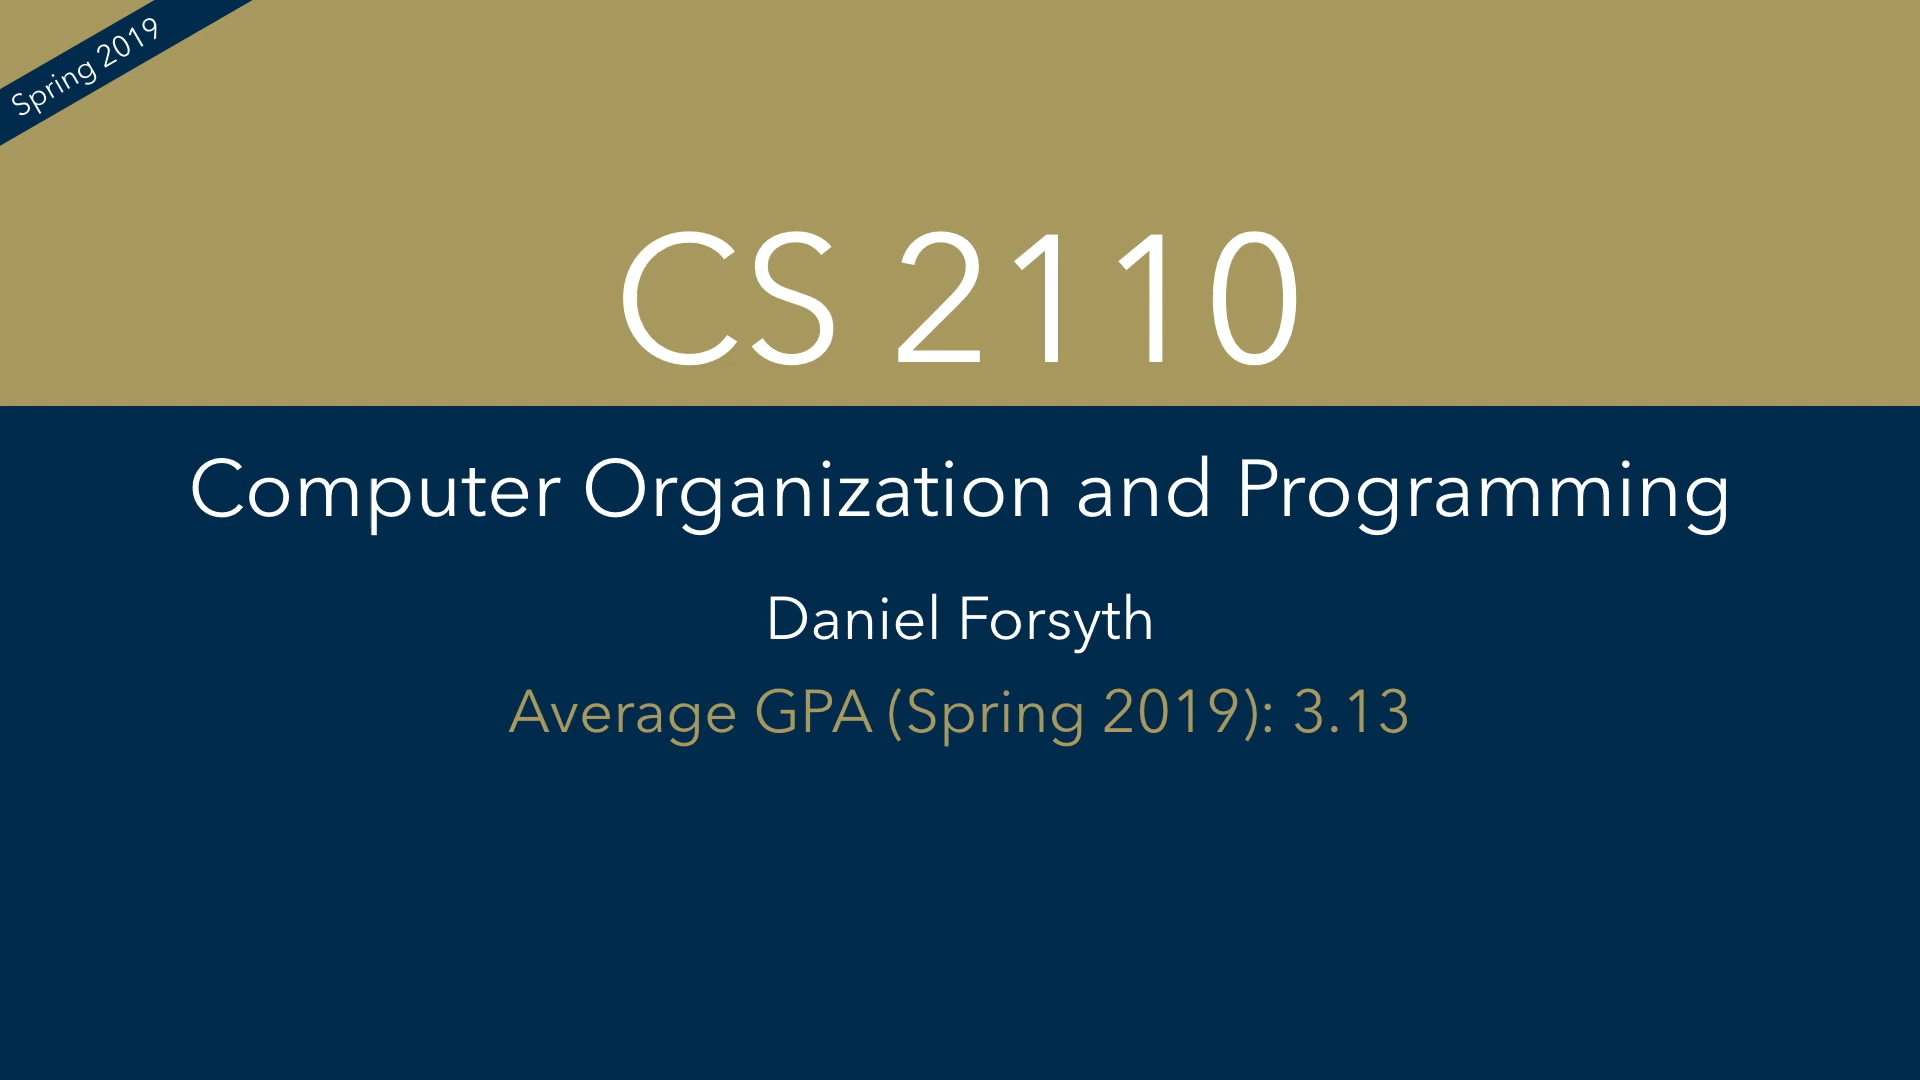 Spring 2019
CS 2110
Computer Organization and Programming
Daniel Forsyth
Average GPA (Spring 2019): 3.13